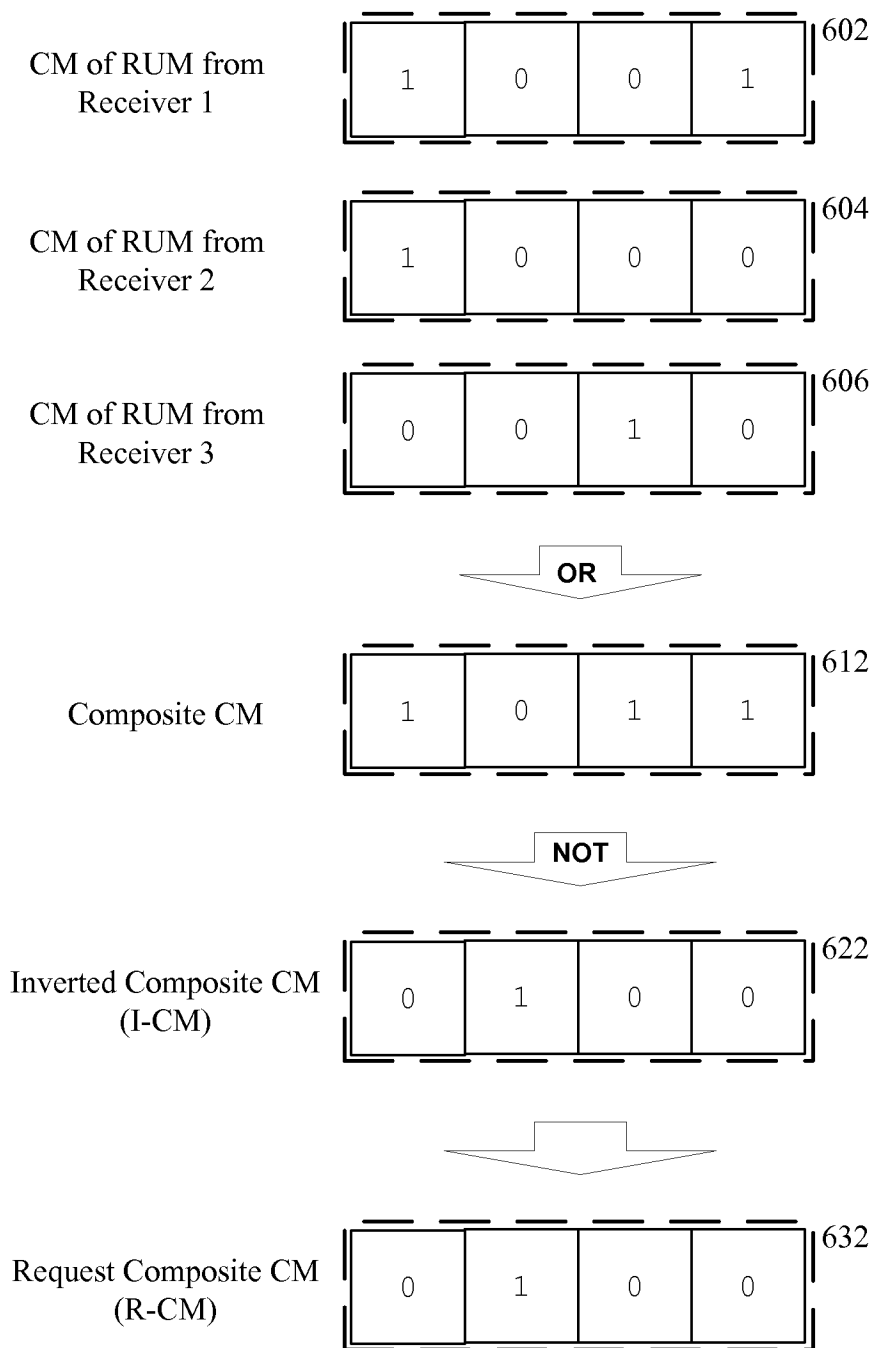 602
CM of RUM from
Receiver 1
1 0 0 1
604
CM of RUM from
Receiver 2
1 0 0 0
606
CM of RUM from
Receiver 3
0 0 1 0
OR
612
Composite CM
1 0 1 1
NOT
622
Inverted Composite CM
(I-CM)
0 1 0 0
632
Request Composite CM
(R-CM)
0 1 0 0